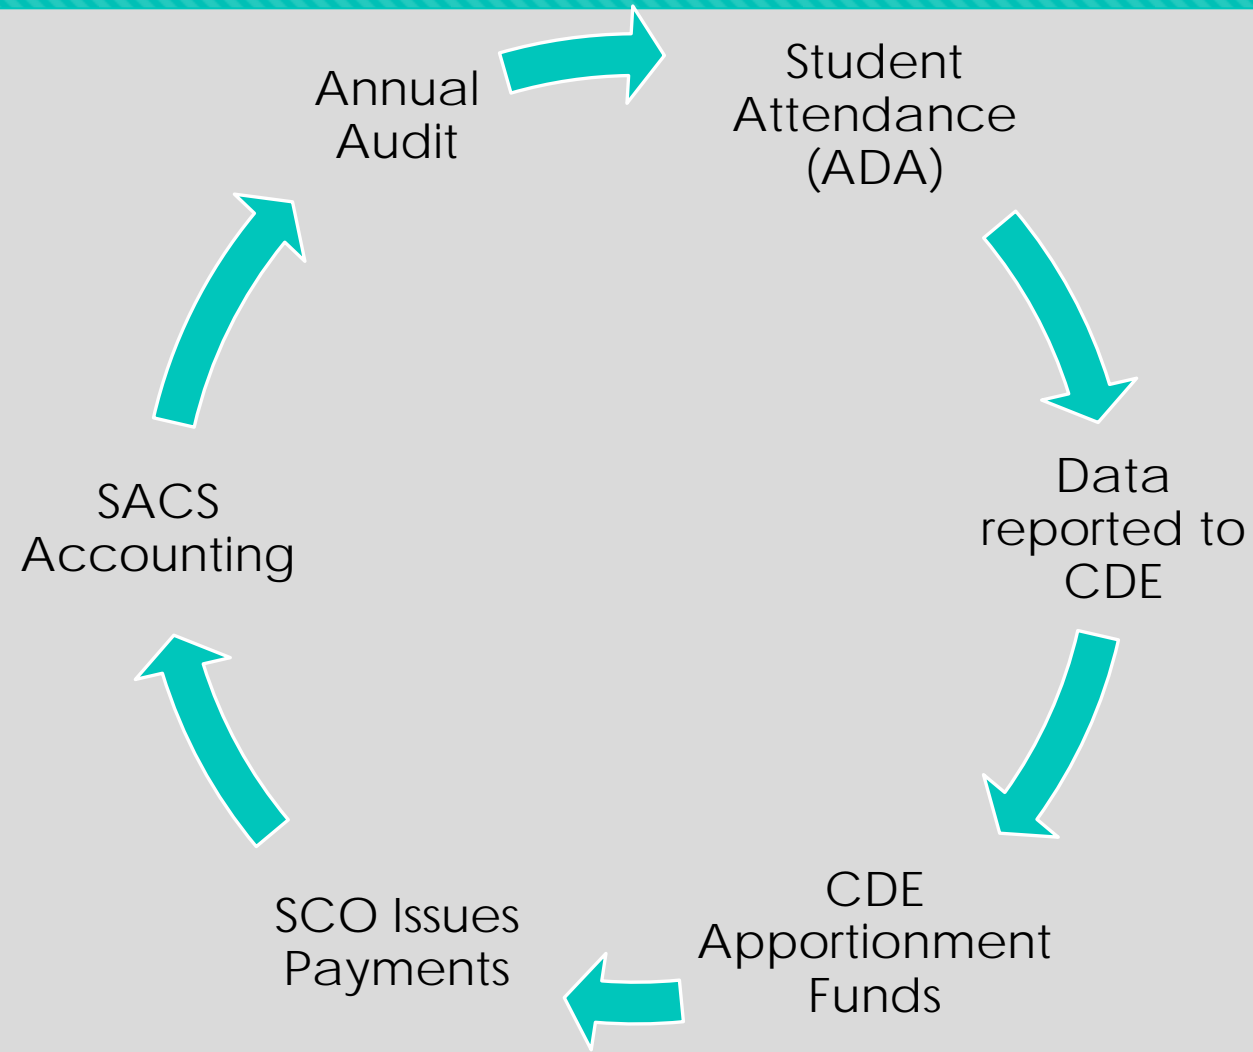 Student
Attendance
(ADA)
Data
reported to
CDE
CDE
Apportionment
Funds
SCO Issues
Payments
SACS
Accounting
Annual
Audit